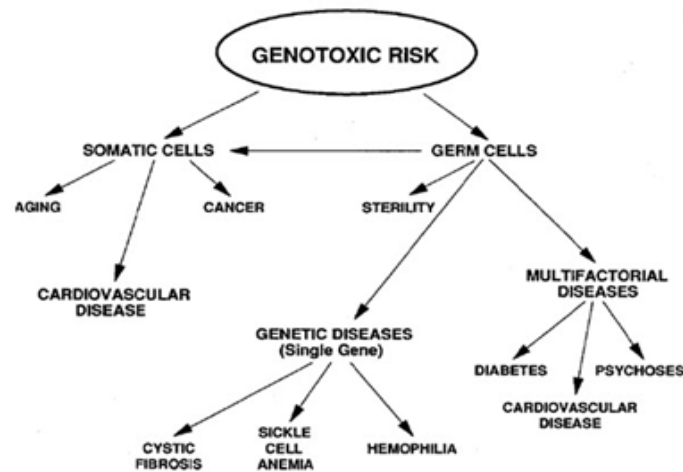 GENOTOXIC RISK
SOMATIC CELLS
GERM CELLS
AGING
CANCER
STERILITY
CARDIOVASCULAR
DISEASE
MULTIFACTORIAL
DISEASES
GENETIC DISEASES
(Single Gene)
DIABETES
PSYCHOSES
CARDIOVASCULAR
DISEASE
CYSTIC
FIBROSIS
SICKLE
CELL
ANEMIA
HEMOPHILIA